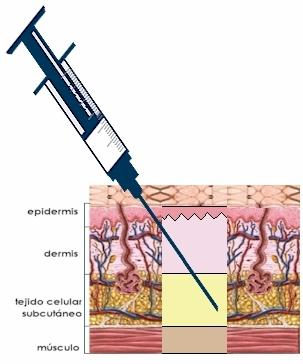 epidermis
dermis
tejido celular
subcutáneo
músculo